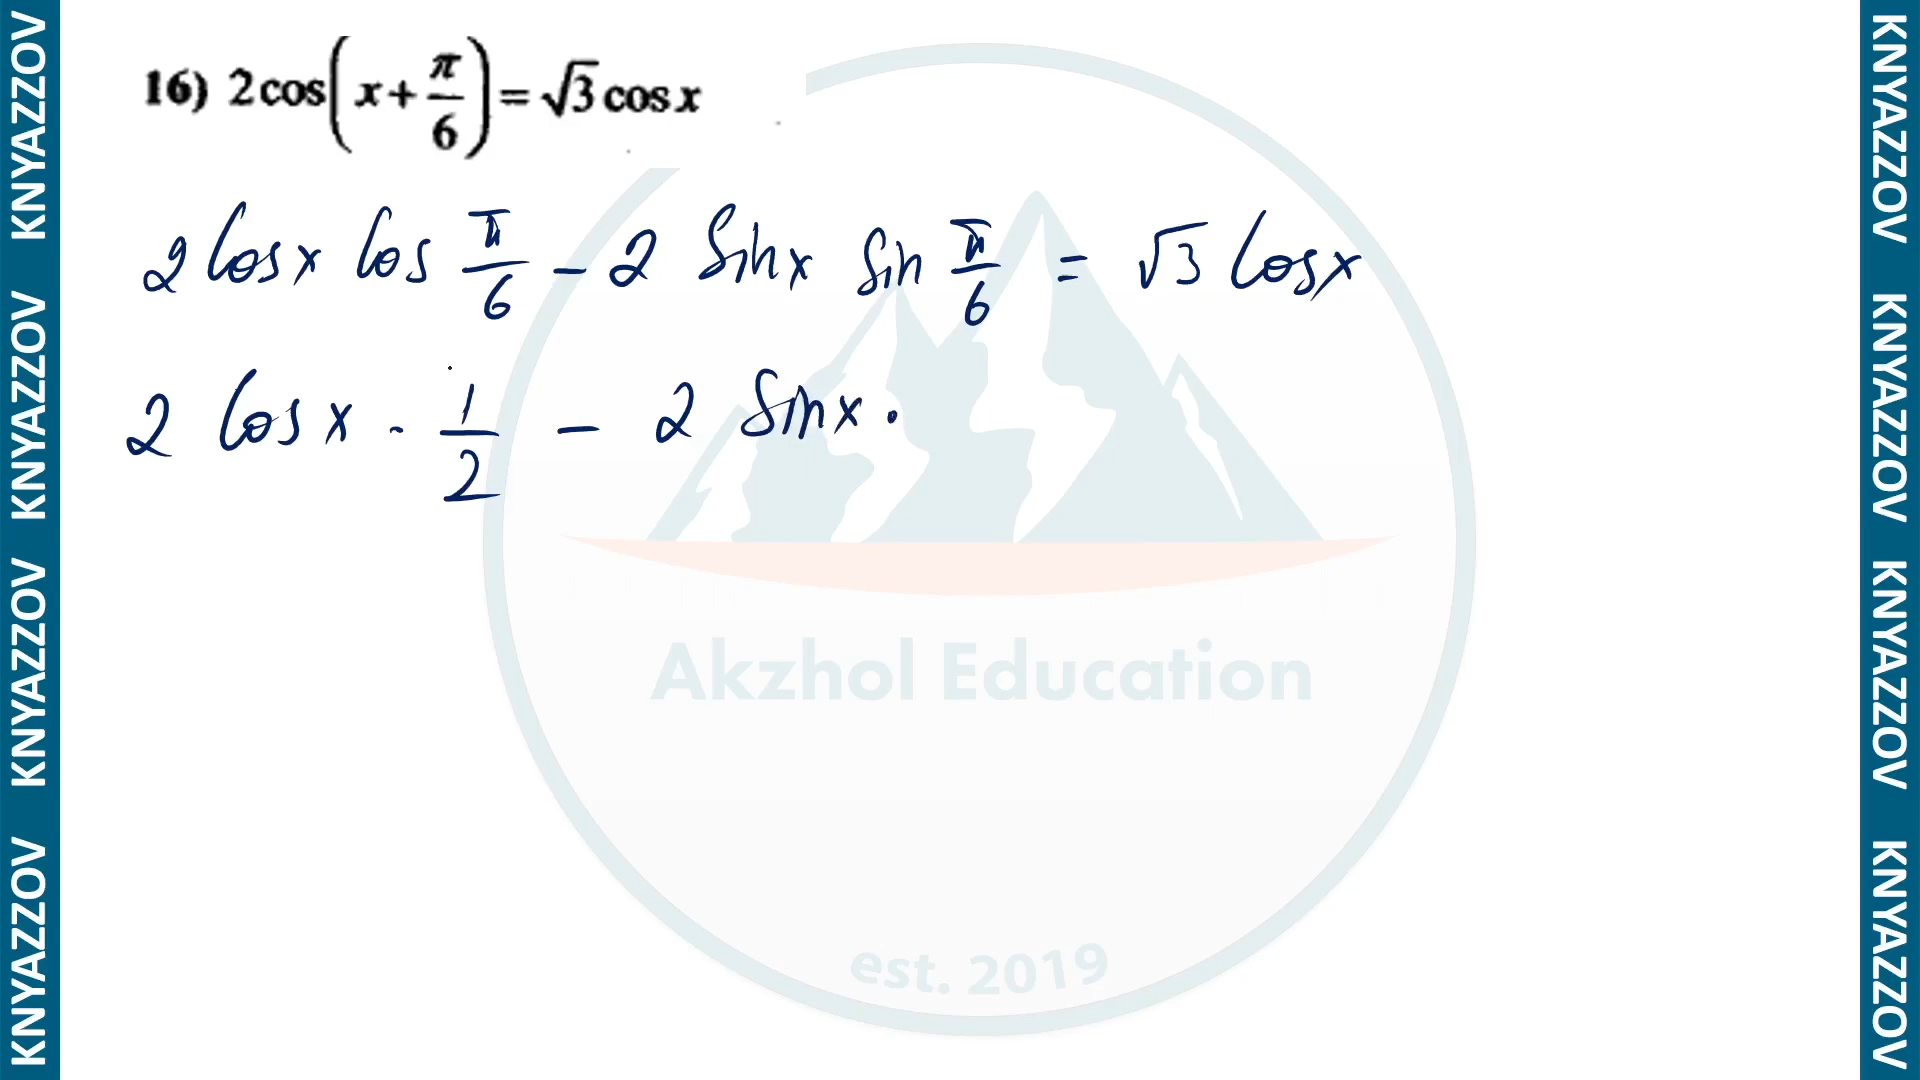 16) 2cos(x + π/6) = √3 cos x
2 cos x cos π/6 - 2 sin x sin π/6 = √3 cos x
2 cos x · 1/2 - 2 sin x ·
Akzhol Education
est. 2019
KNYAZZOV KNYAZZOV KNYAZZOV KNYAZZOV
KNYAZZOV KNYAZZOV KNYAZZOV KNYAZZOV